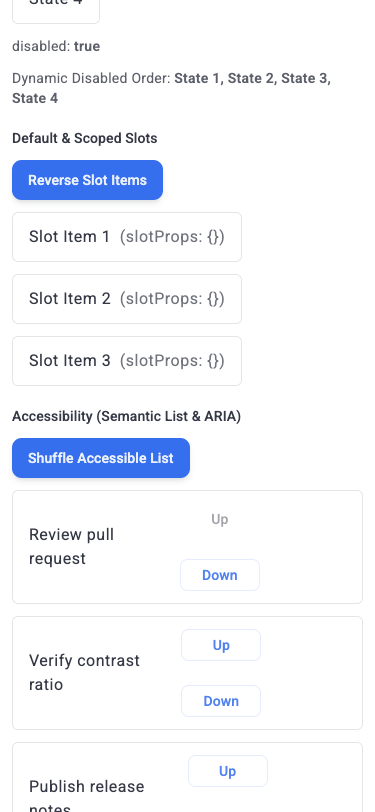 State 4
disabled: true
Dynamic Disabled Order: State 1, State 2, State 3,
State 4
Default & Scoped Slots
Reverse Slot Items
Slot Item 1 (slotProps: {})
Slot Item 2 (slotProps: {})
Slot Item 3 (slotProps: {})
Accessibility (Semantic List & ARIA)
Shuffle Accessible List
Review pull
request
Up
Down
Verify contrast
ratio
Up
Down
Publish release
notes
Up